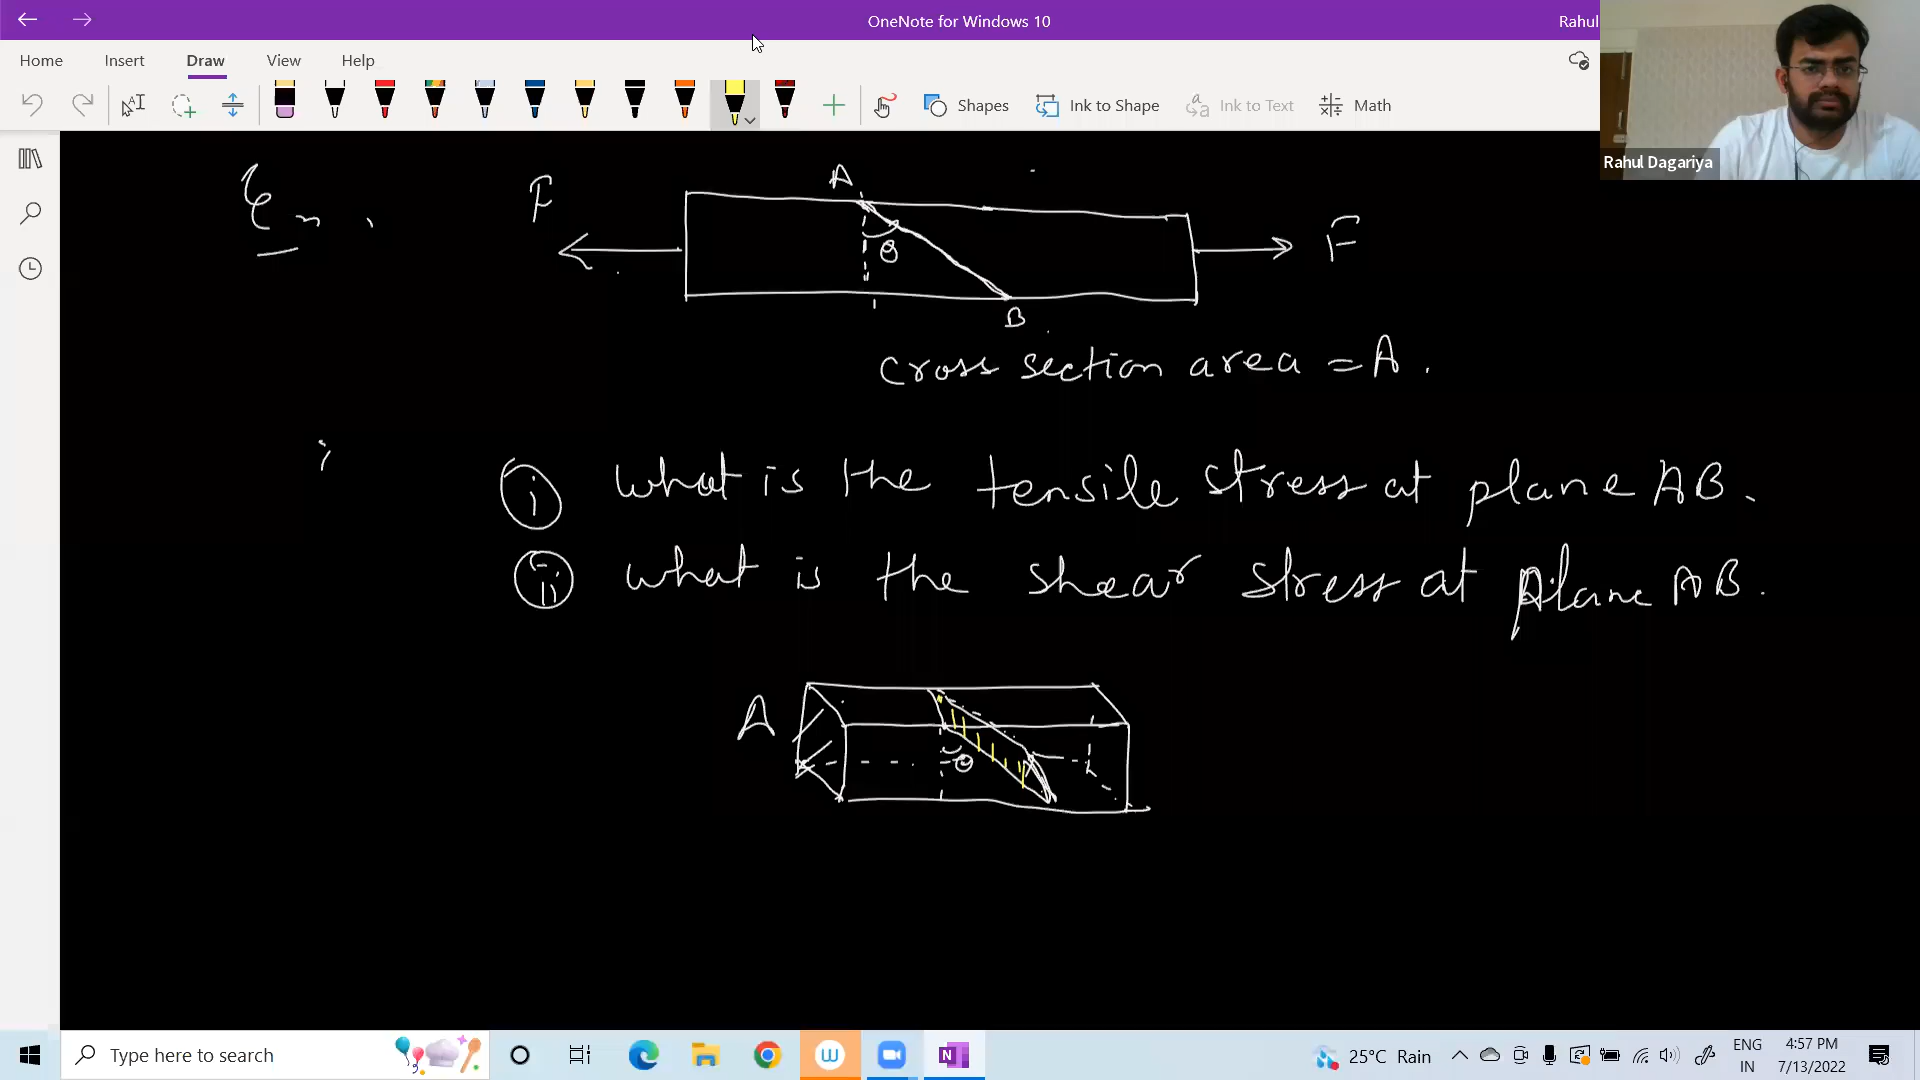 OneNote for Windows 10
Rahul
Home Insert Draw View Help
Shapes Ink to Shape Ink to Text Math
Rahul Dagariya
A
F
θ
F
B
cross section area = A.
i what is the tensile stress at plane AB.
ii what is the shear stress at plane AB.
A
θ
Type here to search
25°C Rain
ENG
IN
4:57 PM
7/13/2022